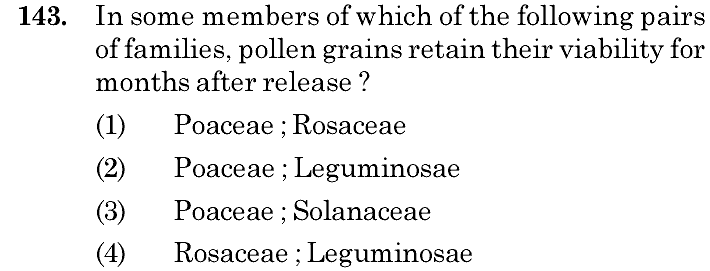 143. In some members of which of the following pairs
of families, pollen grains retain their viability for
months after release ?
(1) Poaceae ; Rosaceae
(2) Poaceae ; Leguminosae
(3) Poaceae ; Solanaceae
(4) Rosaceae ; Leguminosae